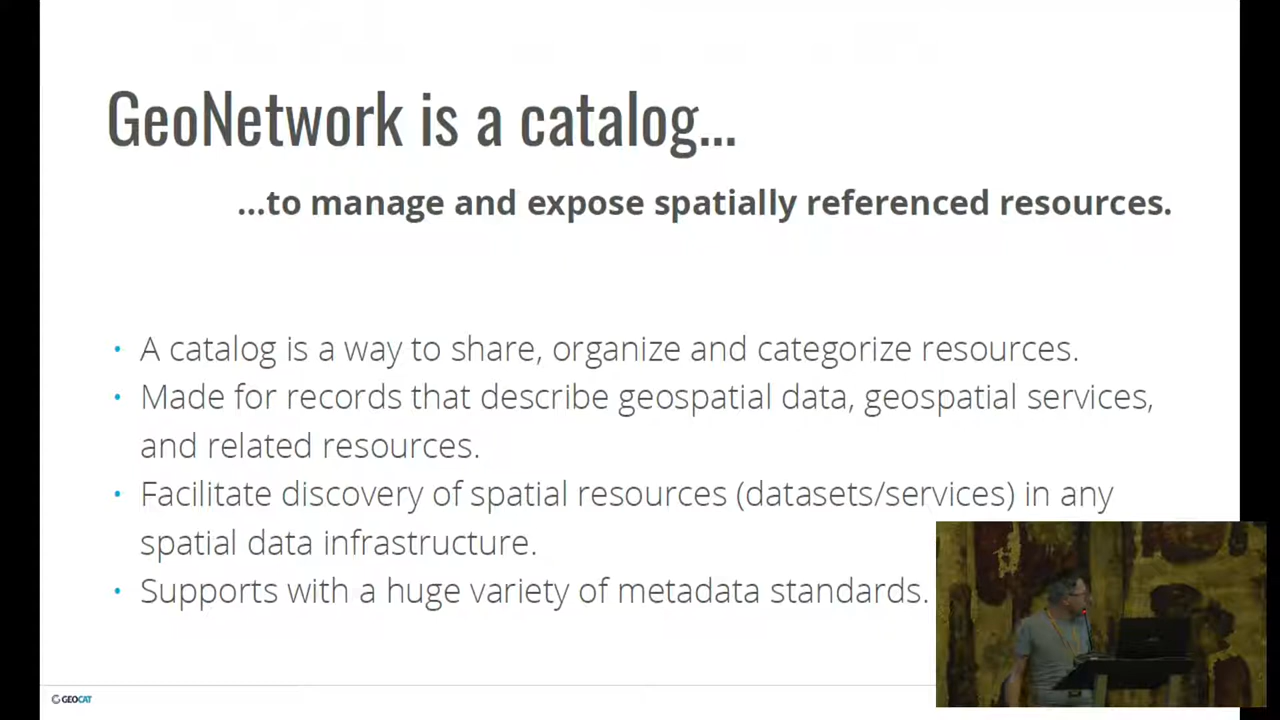 GeoNetwork is a catalog...
...to manage and expose spatially referenced resources.
• A catalog is a way to share, organize and categorize resources.
• Made for records that describe geospatial data, geospatial services,
and related resources.
• Facilitate discovery of spatial resources (datasets/services) in any
spatial data infrastructure.
• Supports with a huge variety of metadata standards.
GEOCAT